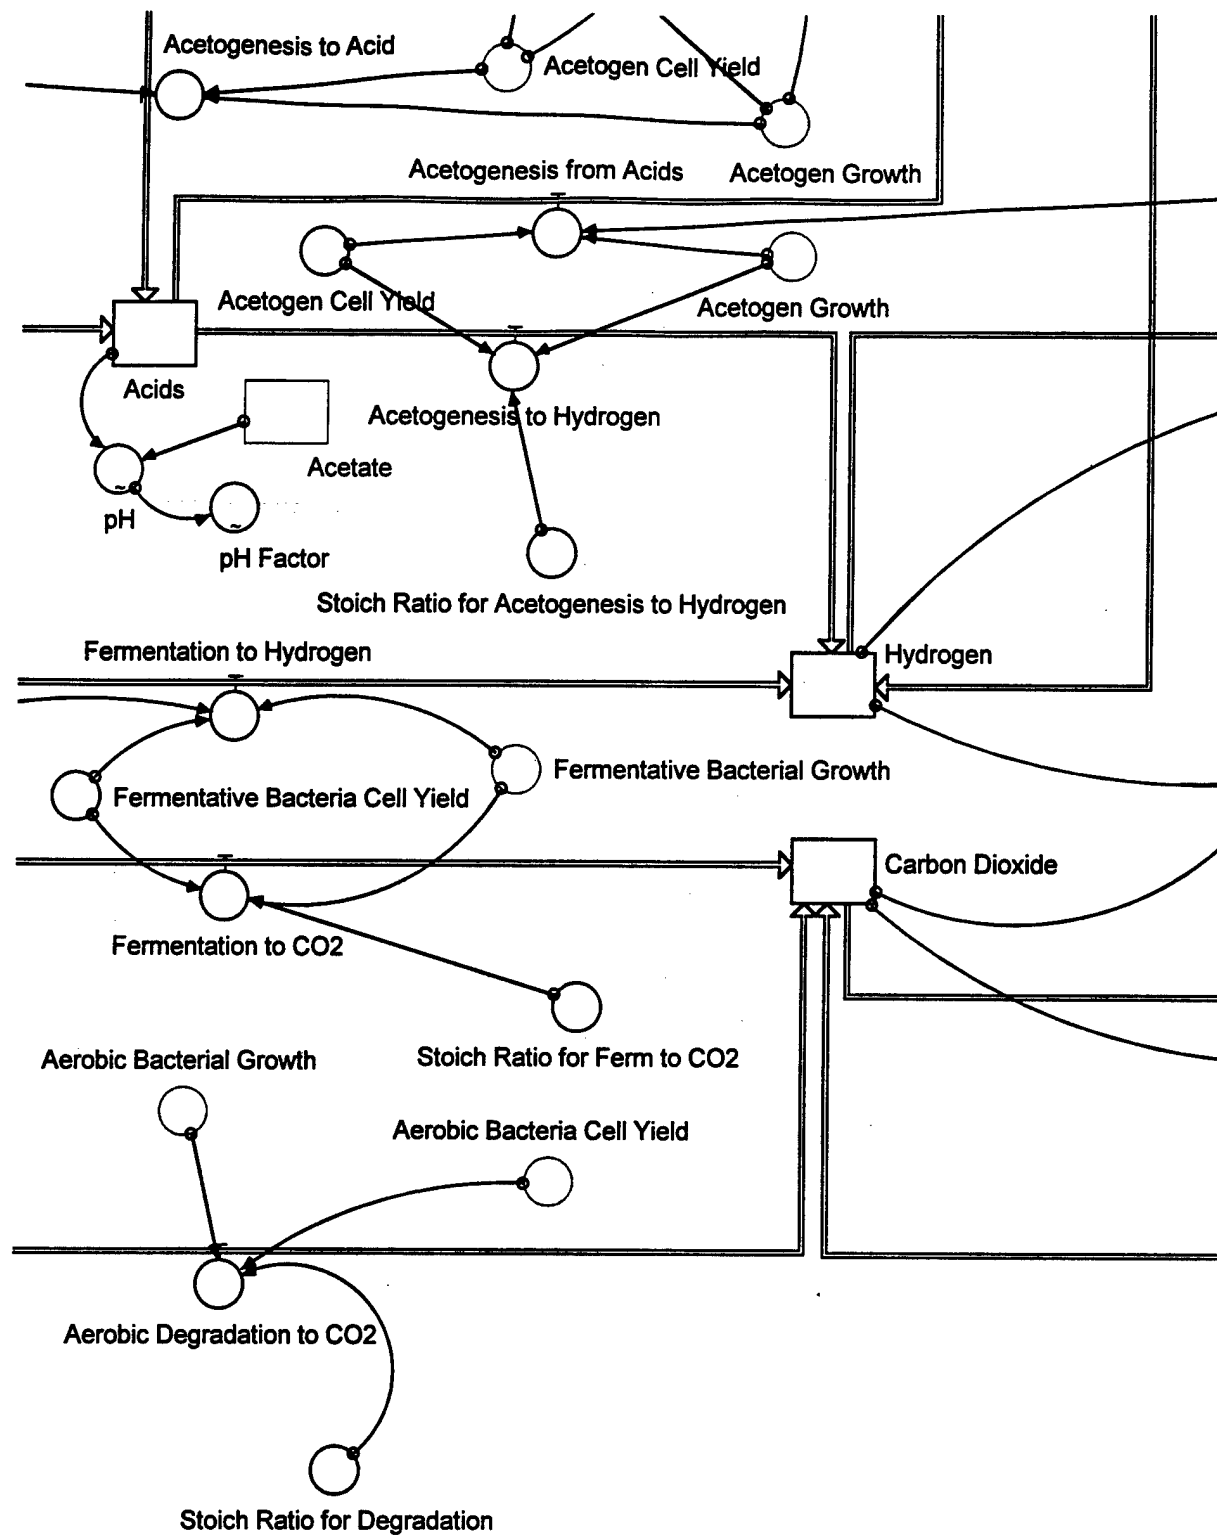 Acetogenesis to Acid
Acetogen Cell Yield
Acetogenesis from Acids
Acetogen Growth
Acetogen Cell Yield
Acetogen Growth
Acids
Acetogenesis to Hydrogen
Acetate
~
pH
~
pH Factor
Stoich Ratio for Acetogenesis to Hydrogen
Fermentation to Hydrogen
Hydrogen
Fermentative Bacterial Growth
Fermentative Bacteria Cell Yield
Carbon Dioxide
Fermentation to CO2
Stoich Ratio for Ferm to CO2
Aerobic Bacterial Growth
Aerobic Bacteria Cell Yield
Aerobic Degradation to CO2
Stoich Ratio for Degradation